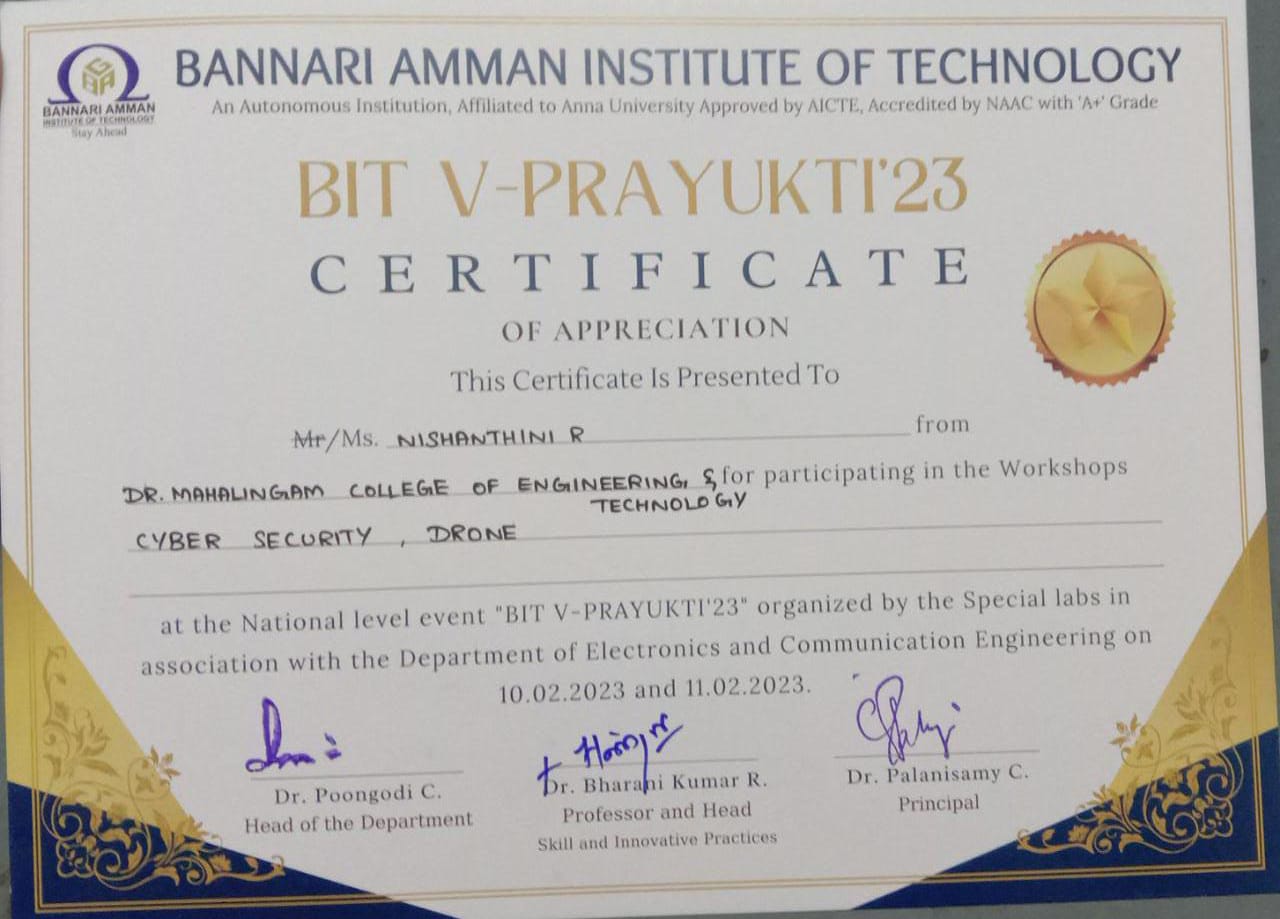 BANNARI AMMAN INSTITUTE OF TECHNOLOGY
BANNARI AMMAN
INSTITUTE OF TECHNOLOGY
Stay Ahead
An Autonomous Institution, Affiliated to Anna University Approved by AICTE, Accredited by NAAC with 'A+' Grade
BIT V-PRAYUKTI'23
CERTIFICATE
OF APPRECIATION
This Certificate Is Presented To
Mr/Ms. NISHANTHINI R from
DR. MAHALINGAM COLLEGE OF ENGINEERING & for participating in the Workshops
TECHNOLOGY
CYBER SECURITY , DRONE
at the National level event "BIT V-PRAYUKTI'23" organized by the Special labs in
association with the Department of Electronics and Communication Engineering on
10.02.2023 and 11.02.2023.
Dr. Poongodi C.
Head of the Department
Dr. Bharani Kumar R.
Professor and Head
Skill and Innovative Practices
Dr. Palanisamy C.
Principal